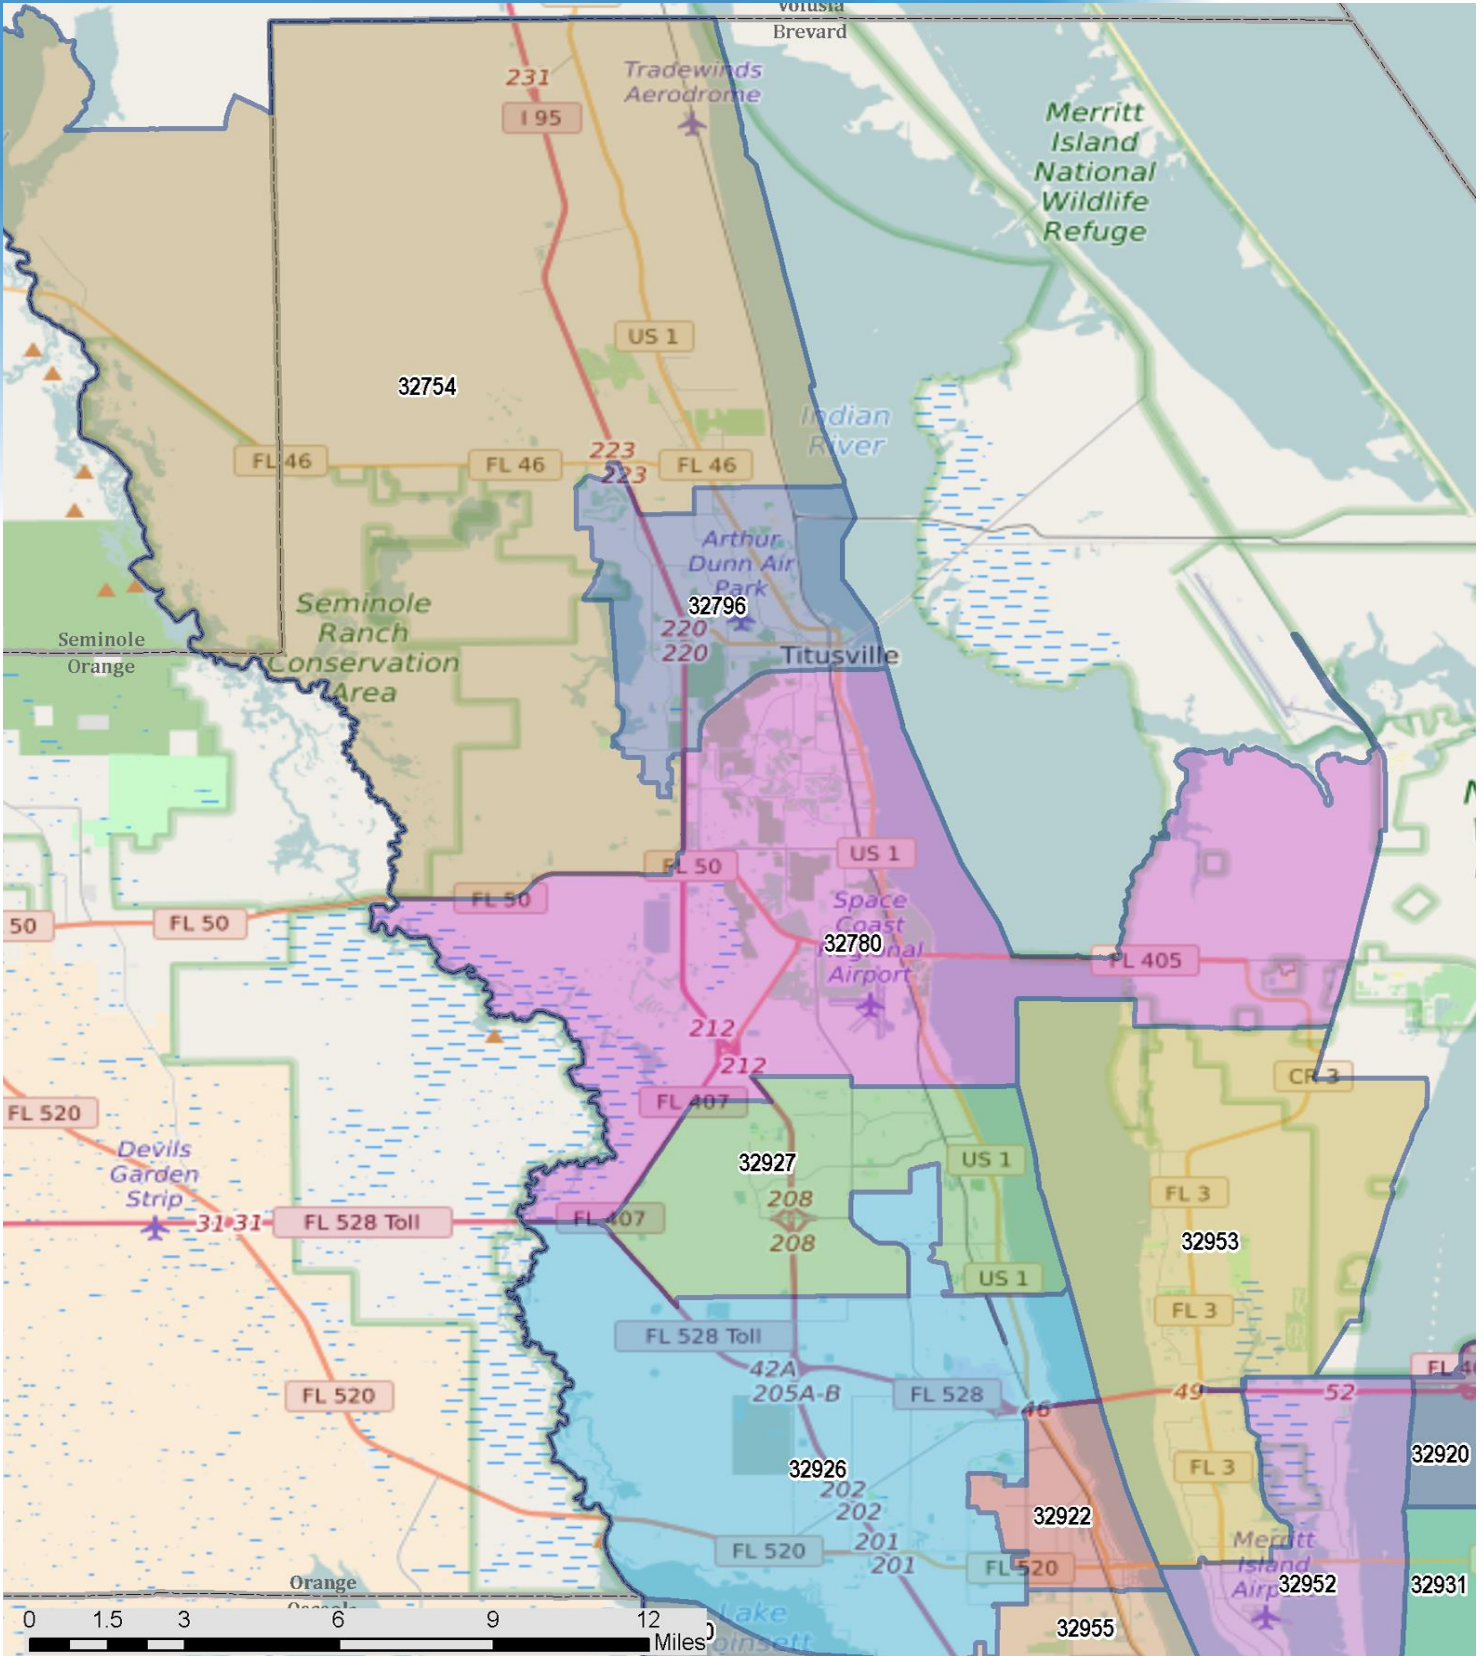 Volusia
Brevard
Tradewinds
Aerodrome
231
I 95
Merritt
Island
National
Wildlife
Refuge
US 1
32754
Indian
River
223
FL 46
FL 46
FL 46
223
Arthur
Dunn Air
Park
32796
Seminole
Ranch
Conservation
Area
220
220
Seminole
Orange
Titusville
US 1
FL 50
FL 50
Space
Coast
Regional
Airport
32780
50
FL 50
FL 405
212
212
CR 3
FL 407
FL 520
Devils
Garden
Strip
32927
US 1
FL 3
208
208
31 31
FL 528 Toll
FL 407
32953
US 1
FL 3
FL 528 Toll
42A
205A-B
FL 528
FL 520
46
49
52
32920
32926
FL 3
202
202
32922
201
201
FL 520
FL 520
Merritt
Island
32952
32931
Orange
0 1.5 3 6 9 12
Miles
Lake
32955